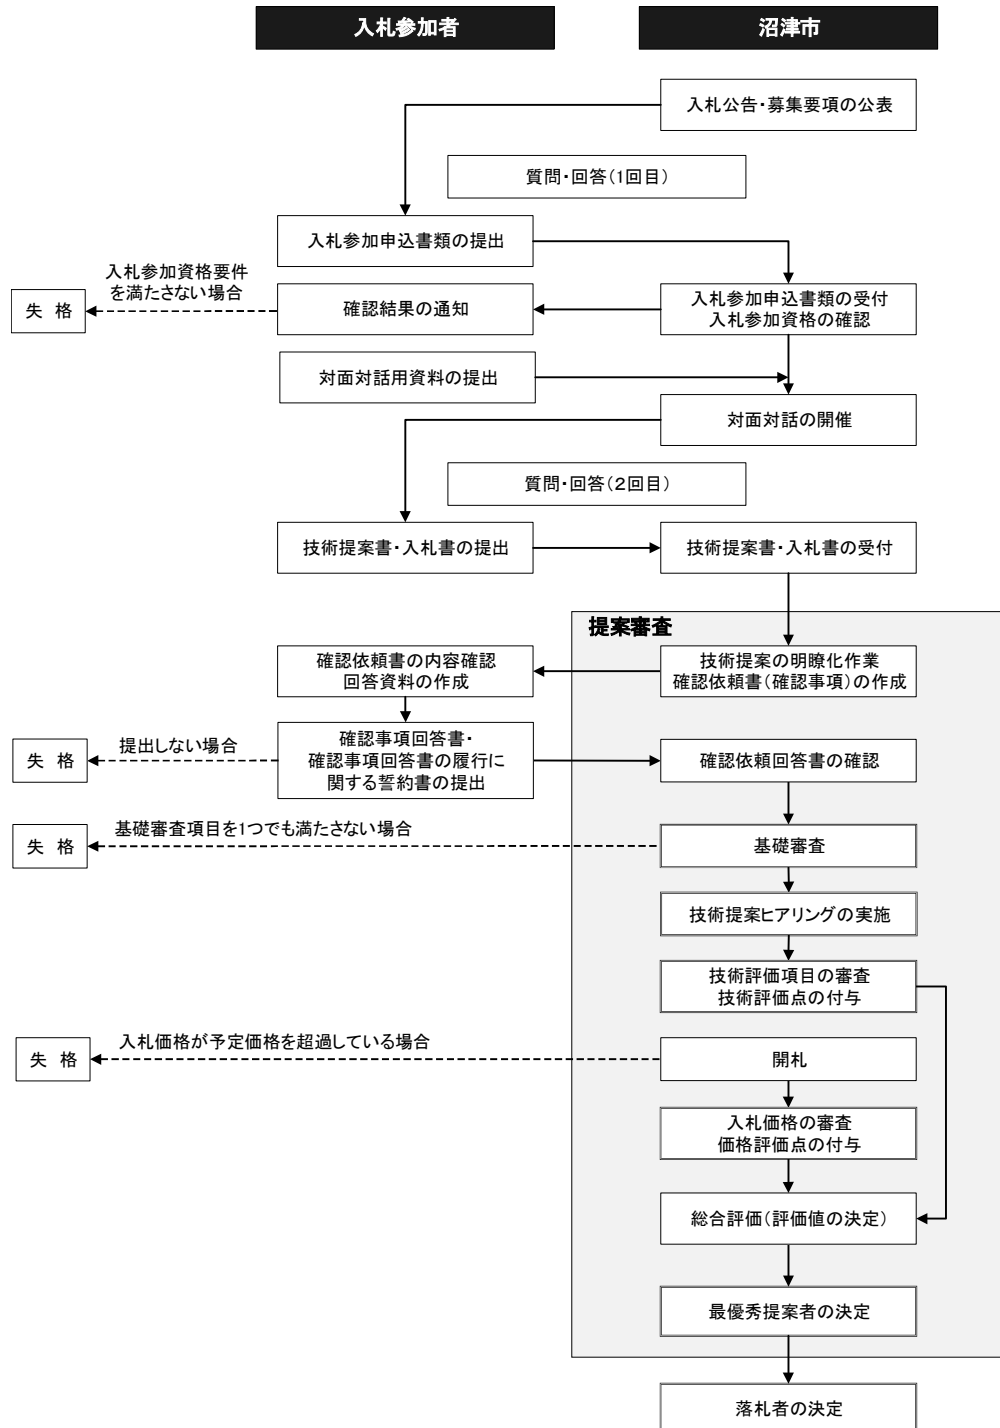 入札参加者
沼津市
入札公告・募集要項の公表
質問・回答(1回目)
入札参加申込書類の提出
入札参加資格要件
を満たさない場合
失 格
確認結果の通知
入札参加申込書類の受付
入札参加資格の確認
対面対話用資料の提出
対面対話の開催
質問・回答(2回目)
技術提案書・入札書の提出
技術提案書・入札書の受付
提案審査
確認依頼書の内容確認
回答資料の作成
技術提案の明瞭化作業
確認依頼書(確認事項)の作成
提出しない場合
失 格
確認事項回答書・
確認事項回答書の履行に
関する誓約書の提出
確認依頼回答書の確認
基礎審査項目を1つでも満たさない場合
失 格
基礎審査
技術提案ヒアリングの実施
技術評価項目の審査
技術評価点の付与
入札価格が予定価格を超過している場合
失 格
開札
入札価格の審査
価格評価点の付与
総合評価(評価値の決定)
最優秀提案者の決定
落札者の決定